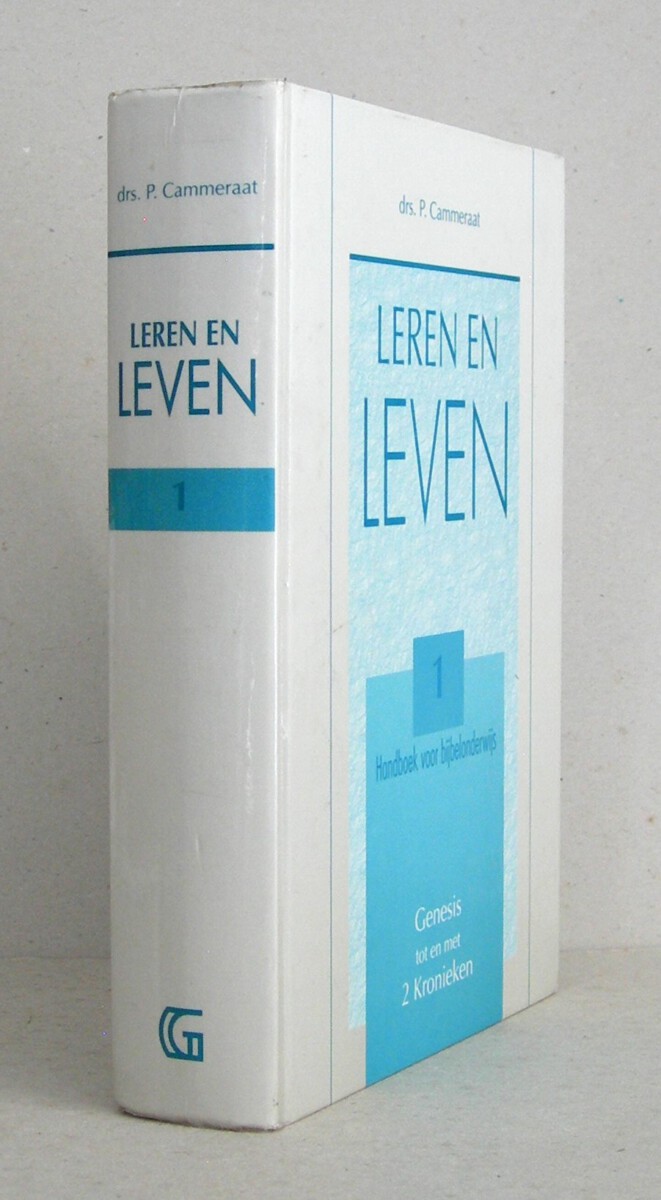 drs. P. Cammeraat
LEREN EN
LEVEN
1
G
drs. P. Cammeraat
LEREN EN
LEVEN
1
Handboek voor bijbelonderwijs
Genesis
tot en met
2 Kronieken